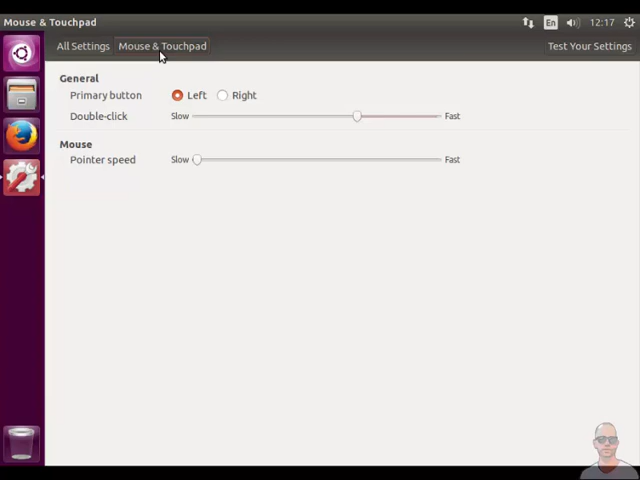 Mouse & Touchpad En 12:17
All Settings Mouse & Touchpad Test Your Settings
General
Primary button Left Right
Double-click Slow Fast
Mouse
Pointer speed Slow Fast